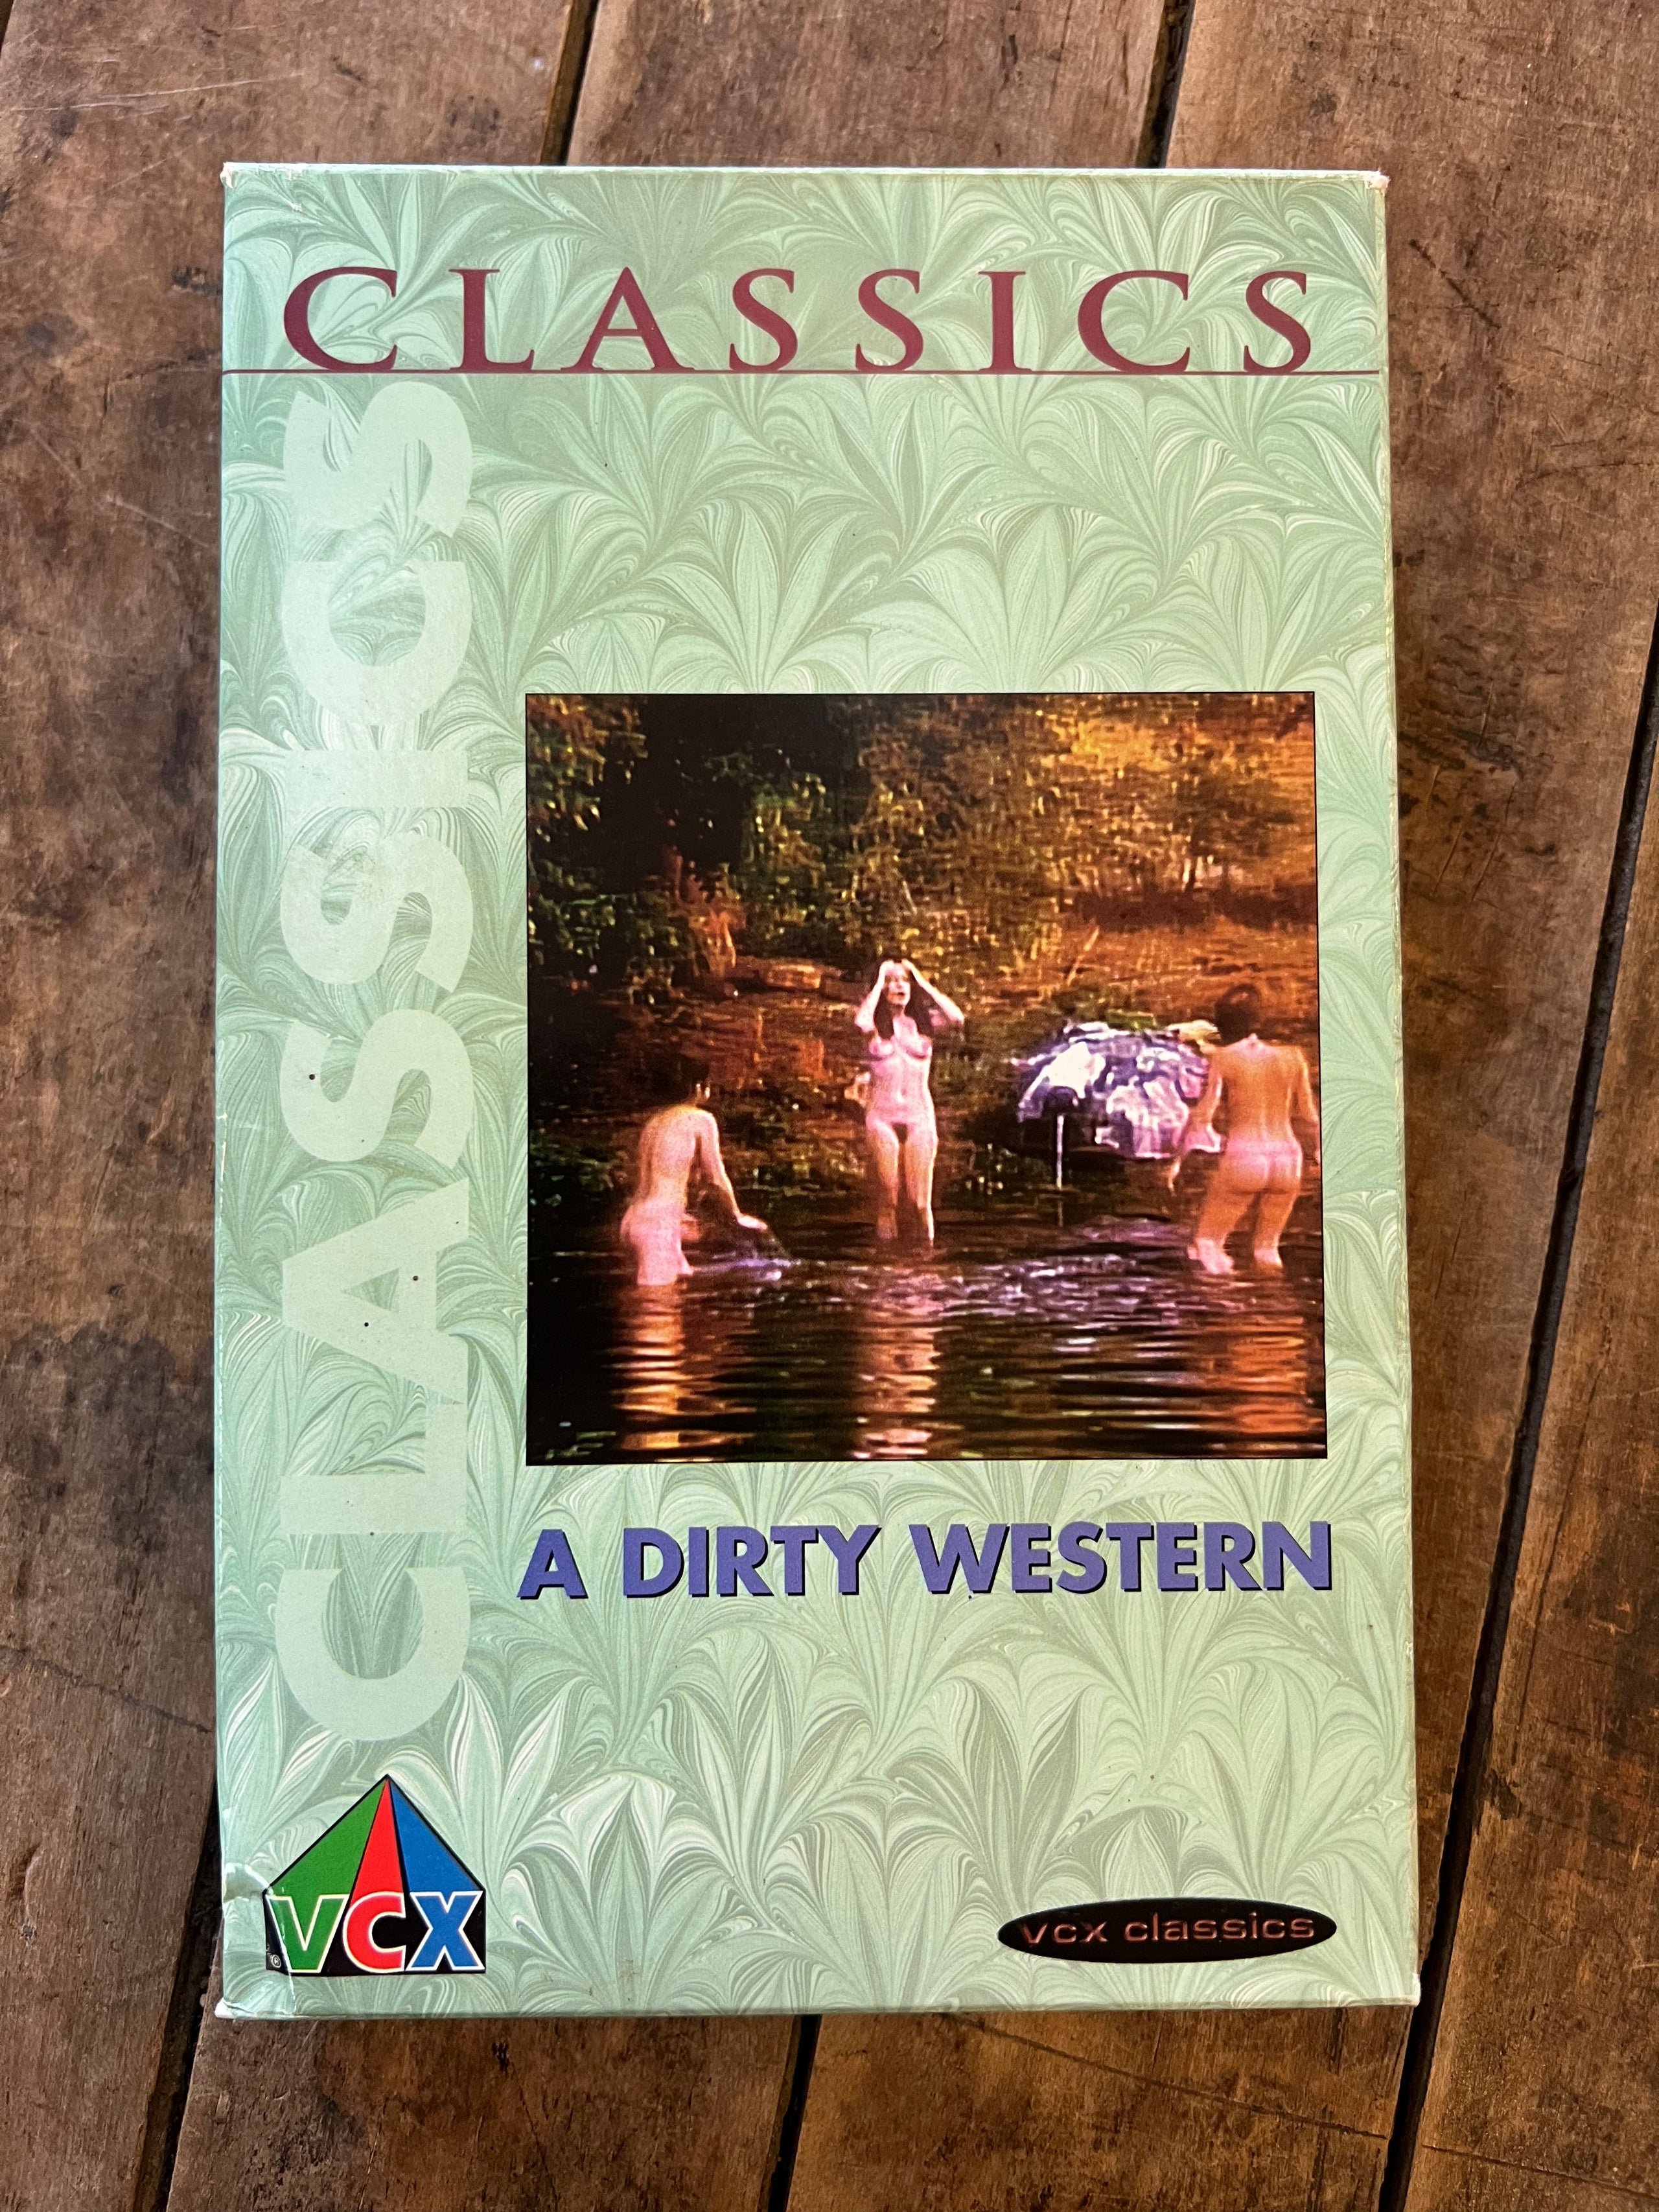 CLASSICS
CLASSICS
A DIRTY WESTERN
VCX
®
vcx classics